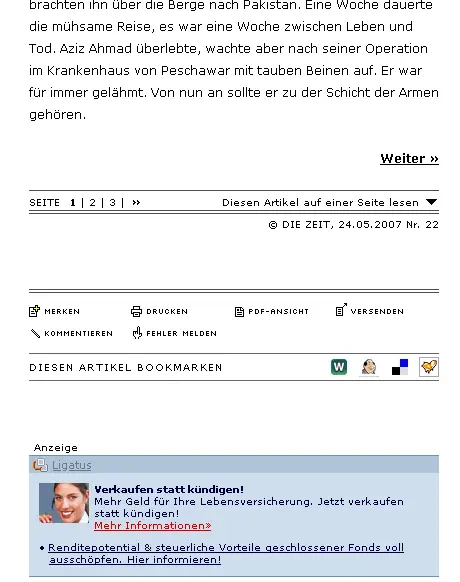 brachten ihn über die Berge nach Pakistan. Eine Woche dauerte
die mühsame Reise, es war eine Woche zwischen Leben und
Tod. Aziz Ahmad überlebte, wachte aber nach seiner Operation
im Krankenhaus von Peschawar mit tauben Beinen auf. Er war
für immer gelähmt. Von nun an sollte er zu der Schicht der Armen
gehören.
Weiter »
SEITE 1 | 2 | 3 | » Diesen Artikel auf einer Seite lesen
© DIE ZEIT, 24.05.2007 Nr. 22
MERKEN DRUCKEN PDF-ANSICHT VERSENDEN
KOMMENTIEREN FEHLER MELDEN
DIESEN ARTIKEL BOOKMARKEN W
Anzeige
Ligatus
Verkaufen statt kündigen!
Mehr Geld für Ihre Lebensversicherung. Jetzt verkaufen
statt kündigen!
Mehr Informationen»
• Renditepotential & steuerliche Vorteile geschlossener Fonds voll
ausschöpfen. Hier informieren!